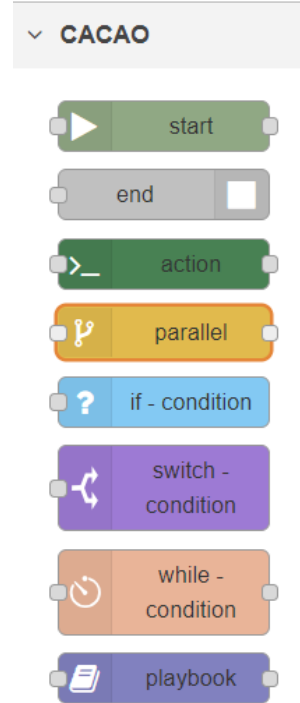 CACAO
start
end
action
parallel
if - condition
switch -
condition
while -
condition
playbook